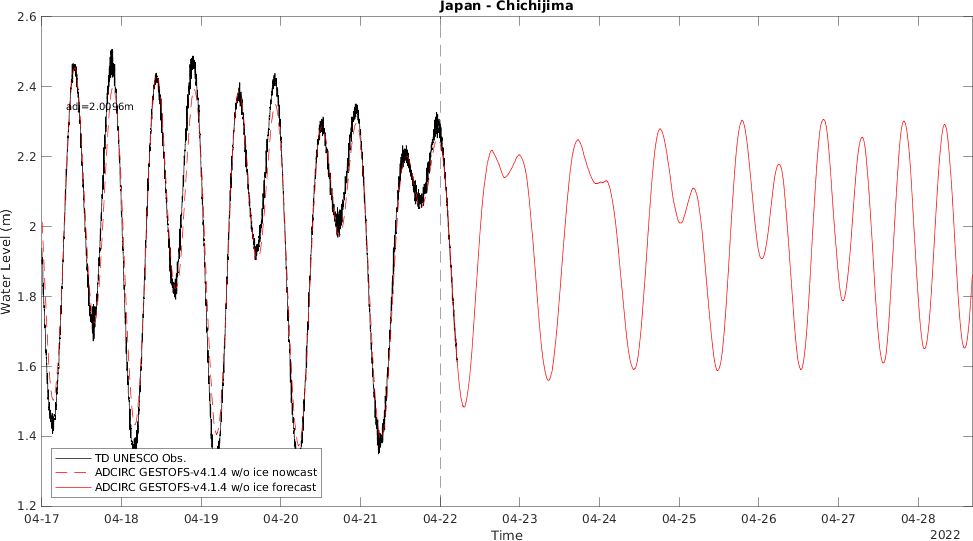 Japan - Chichijima
2.6
2.4
2.2
2
1.8
1.6
1.4
1.2
Water Level (m)
adj=2.0096m
TD UNESCO Obs.
ADCIRC GESTOFS-v4.1.4 w/o ice nowcast
ADCIRC GESTOFS-v4.1.4 w/o ice forecast
04-17 04-18 04-19 04-20 04-21 04-22 04-23 04-24 04-25 04-26 04-27 04-28
Time
2022